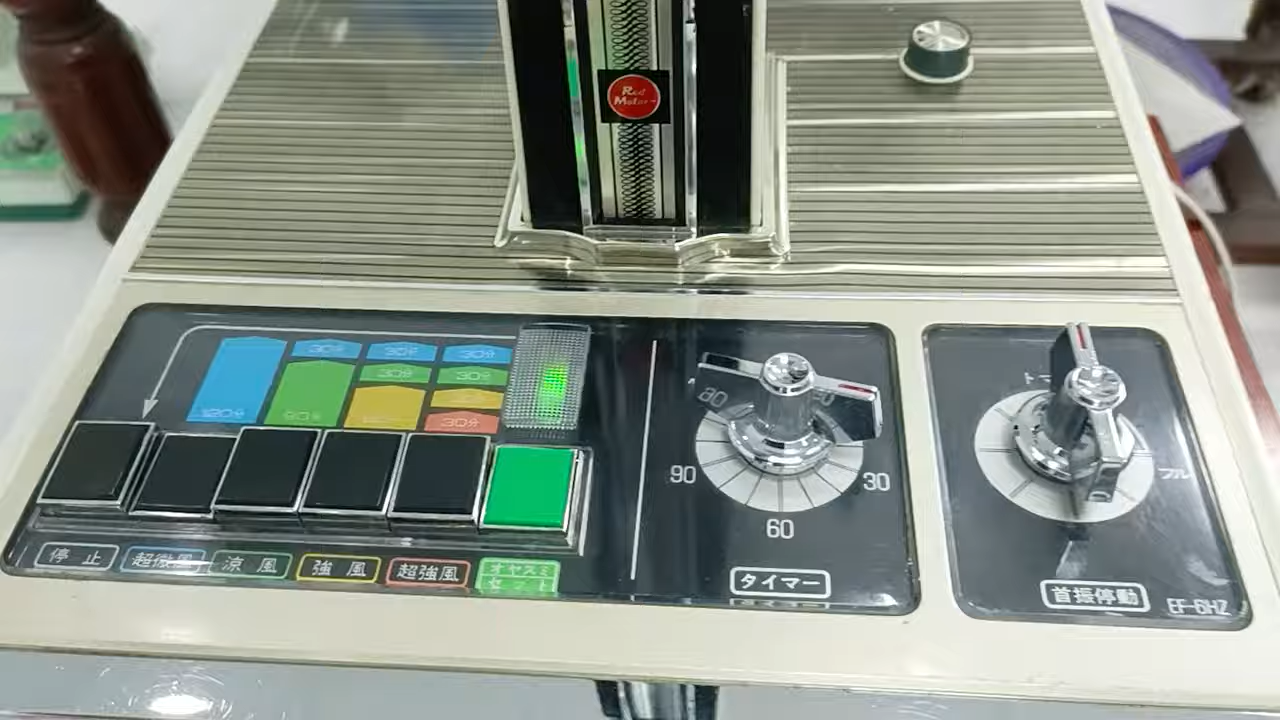 Red
Motor
30分
30分
30分
30分
30分
120分
90分
30分
90
30
60
停止
超微風
涼風
強風
超強風
オヤスミ
セット
タイマー
フル
首振停動
EF-6HZ